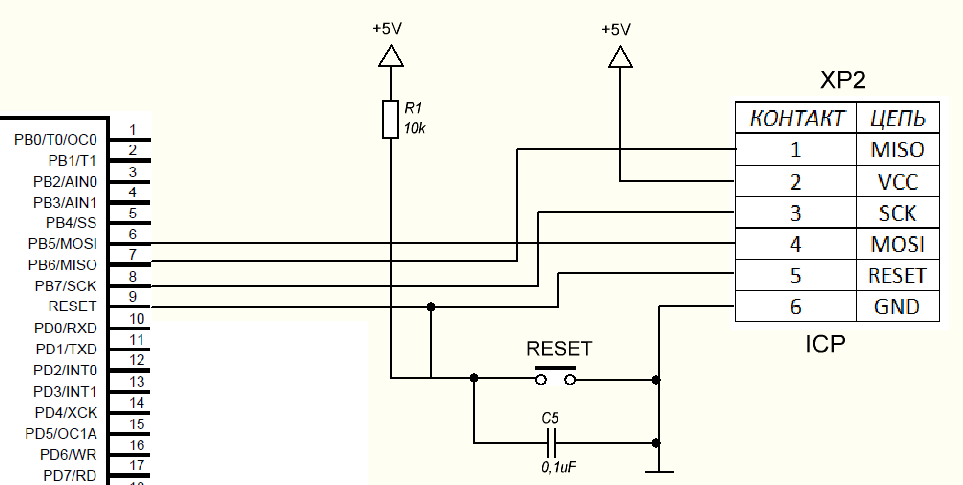 +5V
+5V
XP2
R1
10k
КОНТАКТ ЦЕПЬ
1 MISO
2 VCC
3 SCK
4 MOSI
5 RESET
6 GND
ICP
PB0/T0/OC0 1
PB1/T1 2
PB2/AIN0 3
PB3/AIN1 4
PB4/SS 5
PB5/MOSI 6
PB6/MISO 7
PB7/SCK 8
RESET 9
PD0/RXD 10
PD1/TXD 11
PD2/INT0 12
PD3/INT1 13
PD4/XCK 14
PD5/OC1A 15
PD6/WR 16
PD7/RD 17
RESET
C5
0,1uF